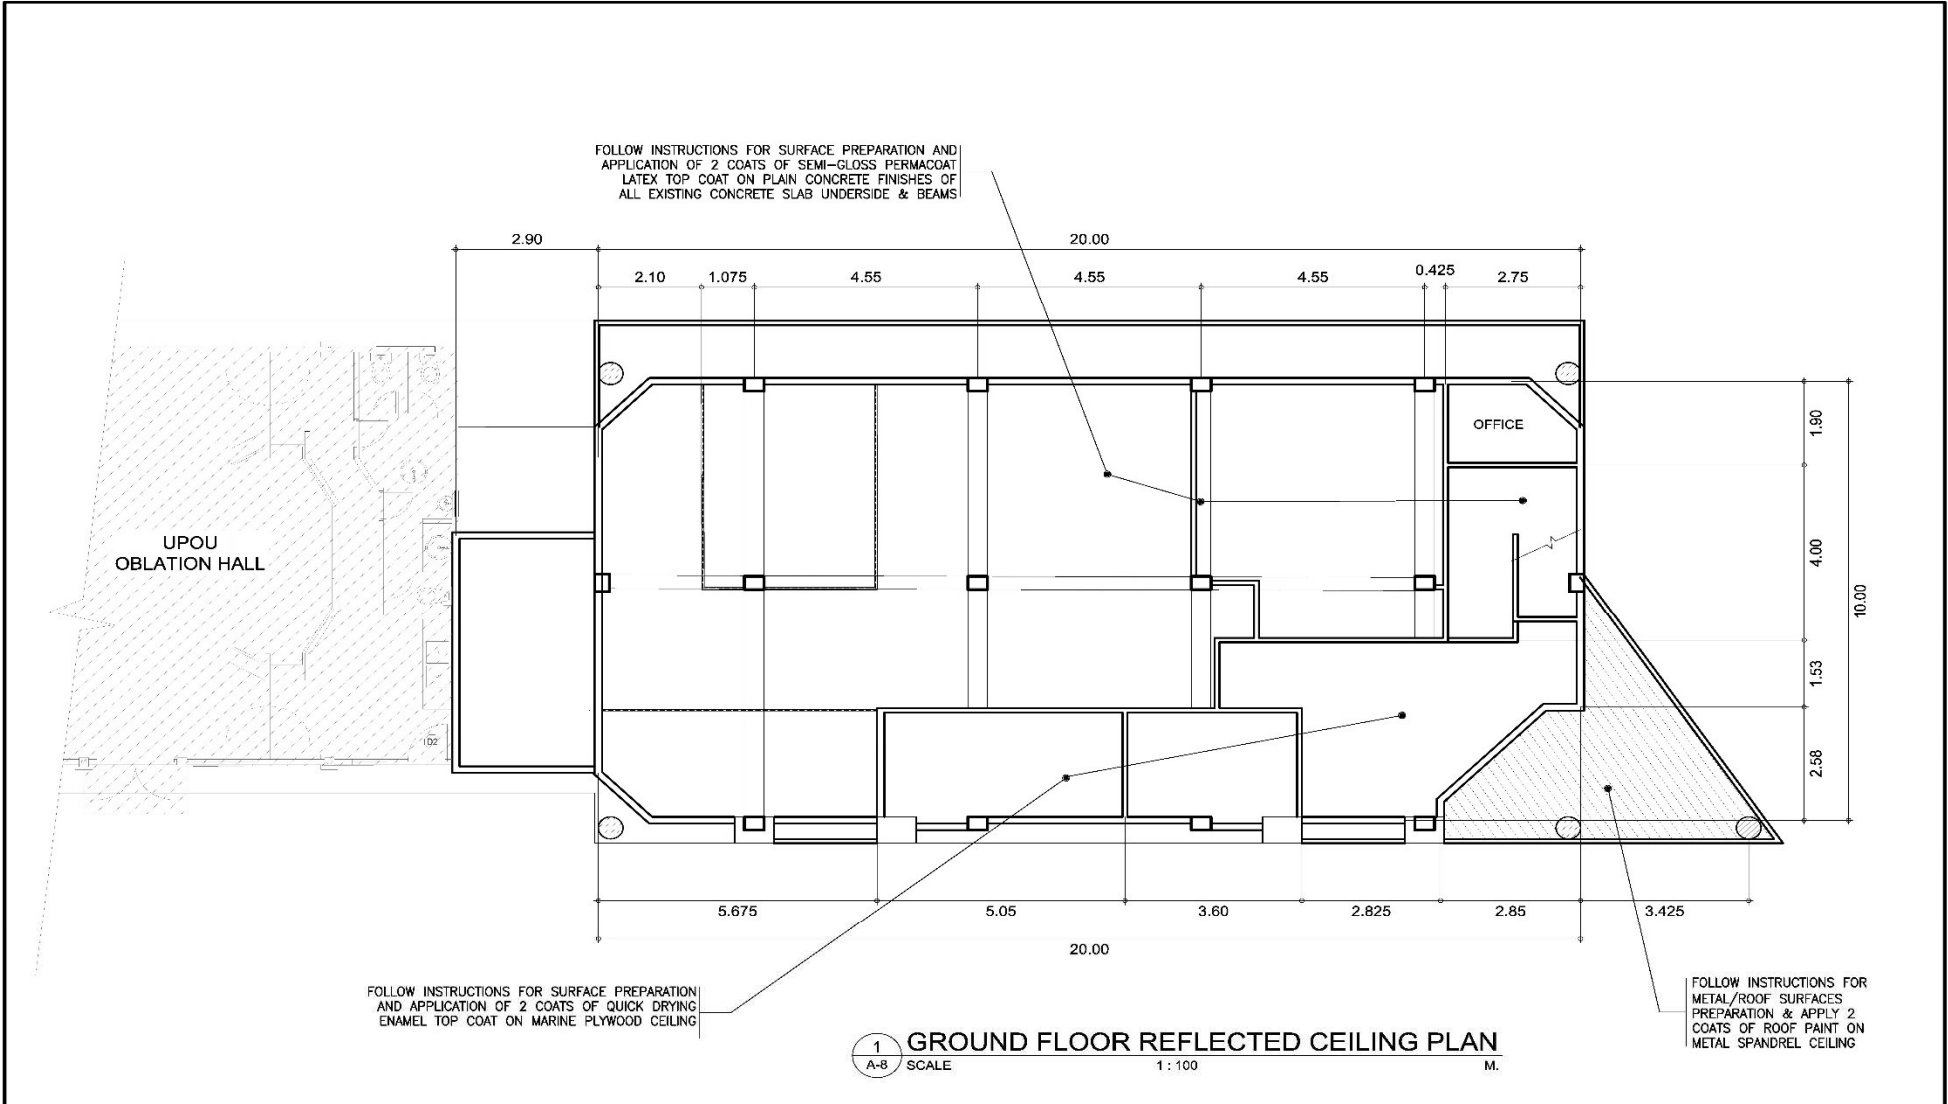 FOLLOW INSTRUCTIONS FOR SURFACE PREPARATION AND
APPLICATION OF 2 COATS OF SEMI-GLOSS PERMACOAT
LATEX TOP COAT ON PLAIN CONCRETE FINISHES OF
ALL EXISTING CONCRETE SLAB UNDERSIDE & BEAMS
2.90
20.00
2.10
1.075
4.55
4.55
4.55
0.425
2.75
OFFICE
1.90
4.00
10.00
1.53
2.58
UPOU
OBLATION HALL
102
5.675
5.05
3.60
2.825
2.85
3.425
20.00
FOLLOW INSTRUCTIONS FOR SURFACE PREPARATION
AND APPLICATION OF 2 COATS OF QUICK DRYING
ENAMEL TOP COAT ON MARINE PLYWOOD CEILING
FOLLOW INSTRUCTIONS FOR
METAL/ROOF SURFACES
PREPARATION & APPLY 2
COATS OF ROOF PAINT ON
METAL SPANDREL CEILING
1
A-8
GROUND FLOOR REFLECTED CEILING PLAN
SCALE 1 : 100 M.